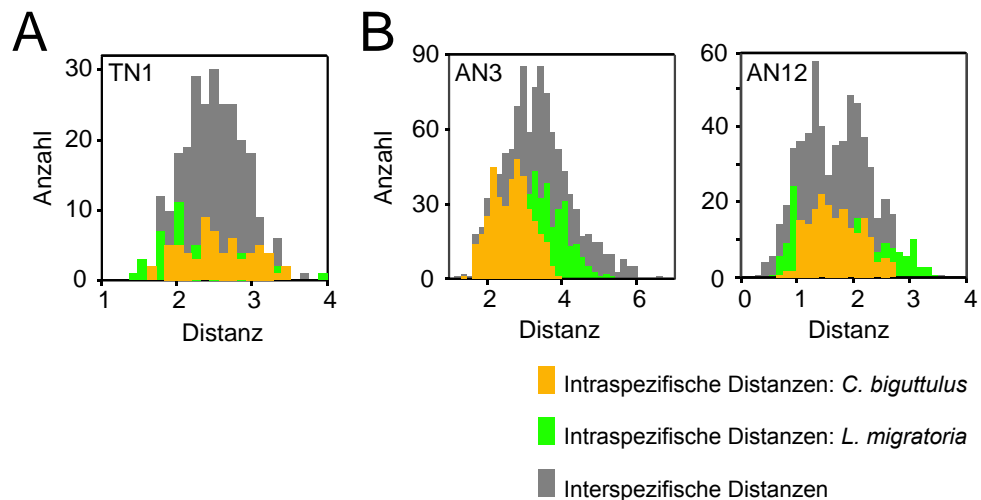 A
B
TN1
AN3
AN12
Anzahl
30
20
10
0
1
2
3
4
Distanz
Anzahl
90
60
30
0
2
4
6
Distanz
60
40
20
0
0
1
2
3
4
Distanz
Intraspezifische Distanzen: C. biguttulus
Intraspezifische Distanzen: L. migratoria
Interspezifische Distanzen